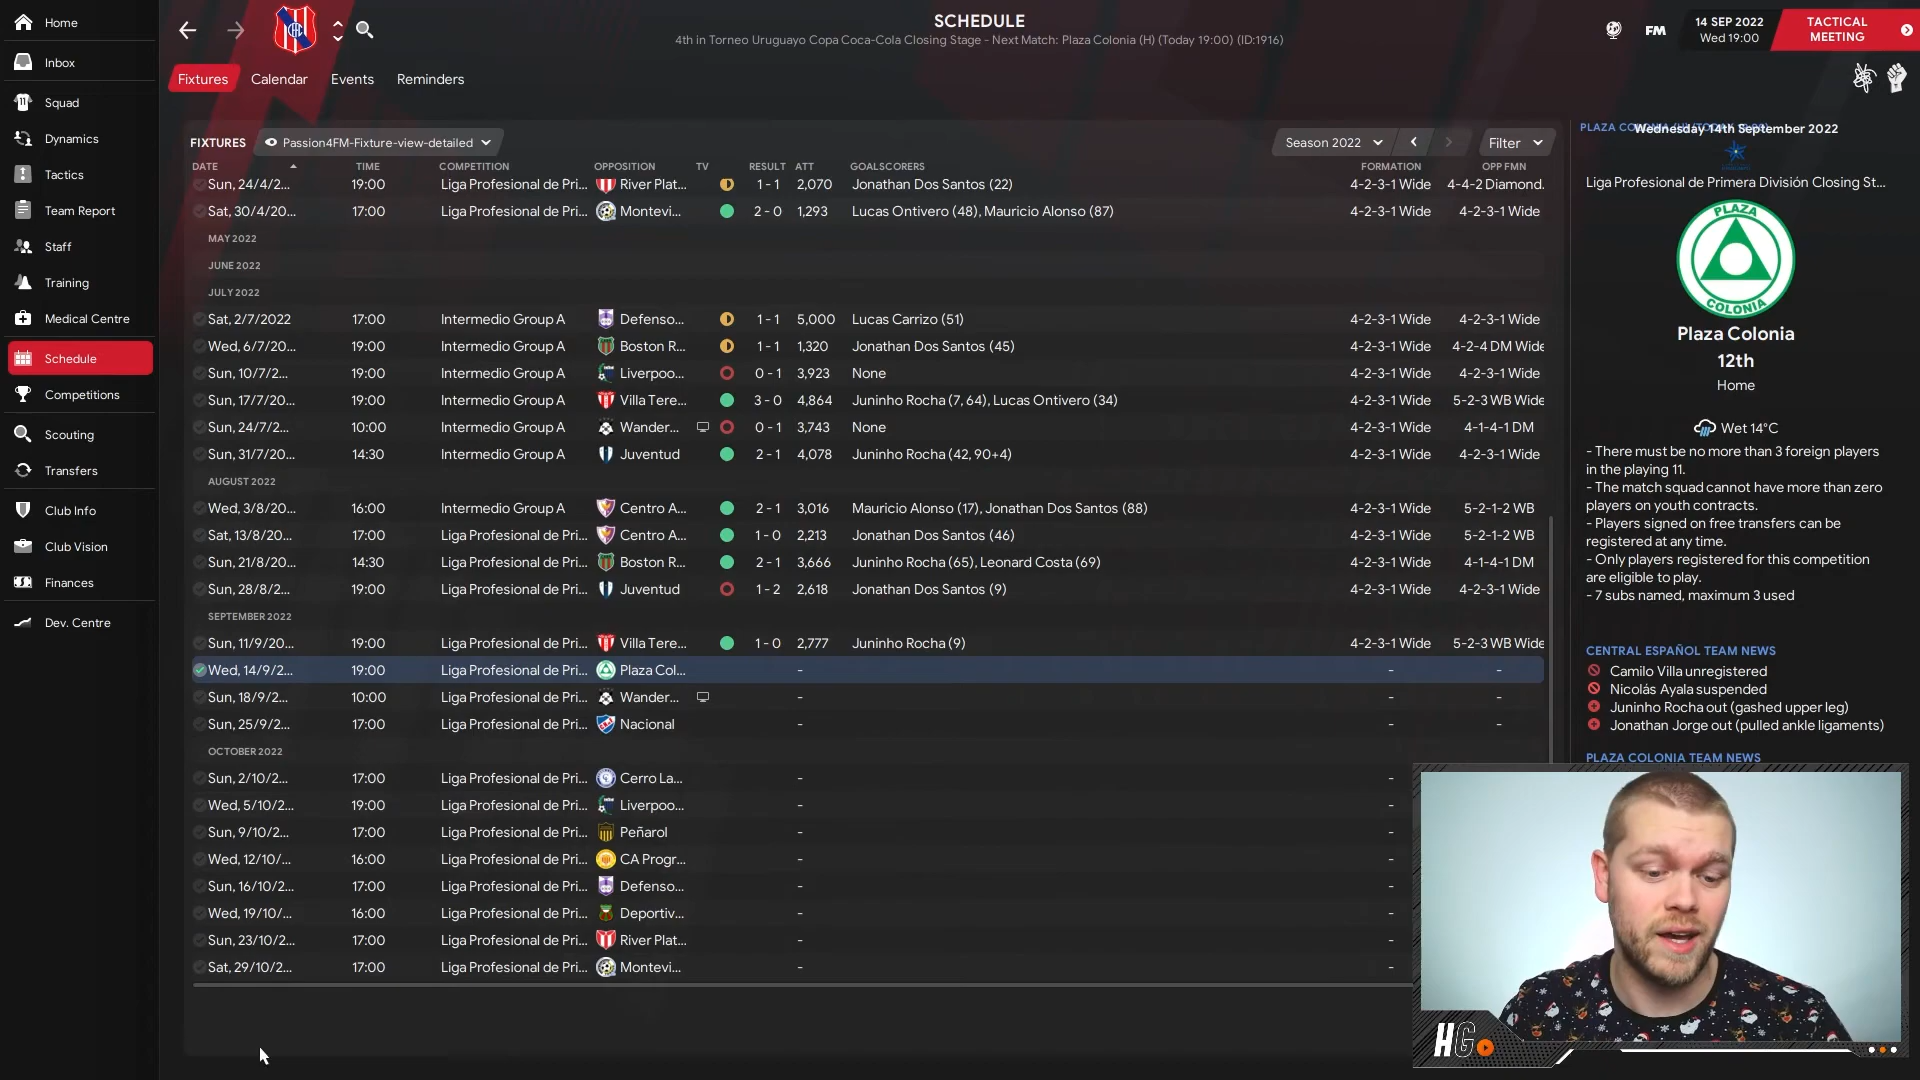 Home
Inbox
Squad
Dynamics
Tactics
Team Report
Staff
Training
Medical Centre
Schedule
Competitions
Scouting
Transfers
Club Info
Club Vision
Finances
Dev. Centre
SCHEDULE
4th in Torneo Uruguayo Copa Coca-Cola Closing Stage - Next Match: Plaza Colonia (H) (Today 19:00) (ID:1916)
FM
14 SEP 2022
Wed 19:00
TACTICAL
MEETING
Fixtures Calendar Events Reminders
FIXTURES Passion4FM-Fixture-view-detailed Season 2022 Filter
DATE TIME COMPETITION OPPOSITION TV RESULT ATT GOALSCORERS FORMATION OPP FMN
Sun, 24/4/2... 19:00 Liga Profesional de Pri... River Plat... 1 - 1 2,070 Jonathan Dos Santos (22) 4-2-3-1 Wide 4-4-2 Diamond.
Sat, 30/4/20... 17:00 Liga Profesional de Pri... Montevi... 2 - 0 1,293 Lucas Ontivero (48), Mauricio Alonso (87) 4-2-3-1 Wide 4-2-3-1 Wide
MAY 2022
JUNE 2022
JULY 2022
Sat, 2/7/2022 17:00 Intermedio Group A Defenso... 1 - 1 5,000 Lucas Carrizo (51) 4-2-3-1 Wide 4-2-3-1 Wide
Wed, 6/7/20... 19:00 Intermedio Group A Boston R... 1 - 1 1,320 Jonathan Dos Santos (45) 4-2-3-1 Wide 4-2-4 DM Wide
Sun, 10/7/2... 19:00 Intermedio Group A Liverpoo... 0 - 1 3,923 None 4-2-3-1 Wide 4-2-3-1 Wide
Sun, 17/7/20... 19:00 Intermedio Group A Villa Tere... 3 - 0 4,864 Juninho Rocha (7, 64), Lucas Ontivero (34) 4-2-3-1 Wide 5-2-3 WB Wide
Sun, 24/7/2... 10:00 Intermedio Group A Wander... 0 - 1 3,743 None 4-2-3-1 Wide 4-1-4-1 DM
Sun, 31/7/20... 14:30 Intermedio Group A Juventud 2 - 1 4,078 Juninho Rocha (42, 90+4) 4-2-3-1 Wide 4-2-3-1 Wide
AUGUST 2022
Wed, 3/8/20... 16:00 Intermedio Group A Centro A... 2 - 1 3,016 Mauricio Alonso (17), Jonathan Dos Santos (88) 4-2-3-1 Wide 5-2-1-2 WB
Sat, 13/8/20... 17:00 Liga Profesional de Pri... Centro A... 1 - 0 2,213 Jonathan Dos Santos (46) 4-2-3-1 Wide 5-2-1-2 WB
Sun, 21/8/20... 14:30 Liga Profesional de Pri... Boston R... 2 - 1 3,666 Juninho Rocha (65), Leonard Costa (69) 4-2-3-1 Wide 4-1-4-1 DM
Sun, 28/8/2... 19:00 Liga Profesional de Pri... Juventud 1 - 2 2,618 Jonathan Dos Santos (9) 4-2-3-1 Wide 4-2-3-1 Wide
SEPTEMBER 2022
Sun, 11/9/20... 19:00 Liga Profesional de Pri... Villa Tere... 1 - 0 2,777 Juninho Rocha (9) 4-2-3-1 Wide 5-2-3 WB Wide
Wed, 14/9/2... 19:00 Liga Profesional de Pri... Plaza Col... - - -
Sun, 18/9/2... 10:00 Liga Profesional de Pri... Wander... - - -
Sun, 25/9/2... 17:00 Liga Profesional de Pri... Nacional - - -
OCTOBER 2022
Sun, 2/10/2... 17:00 Liga Profesional de Pri... Cerro La... - -
Wed, 5/10/2... 19:00 Liga Profesional de Pri... Liverpoo... - -
Sun, 9/10/2... 17:00 Liga Profesional de Pri... Peñarol - -
Wed, 12/10/... 16:00 Liga Profesional de Pri... CA Progr... - -
Sun, 16/10/2... 17:00 Liga Profesional de Pri... Defenso... - -
Wed, 19/10/... 16:00 Liga Profesional de Pri... Deportiv... - -
Sun, 23/10/2... 17:00 Liga Profesional de Pri... River Plat... - -
Sat, 29/10/2... 17:00 Liga Profesional de Pri... Montevi... - -
Wednesday 14th September 2022
Liga Profesional de Primera División Closing St...
PLAZA
COLONIA
Plaza Colonia
12th
Home
Wet 14°C
- There must be no more than 3 foreign players
in the playing 11.
- The match squad cannot have more than zero
players on youth contracts.
- Players signed on free transfers can be
registered at any time.
- Only players registered for this competition
are eligible to play.
- 7 subs named, maximum 3 used
CENTRAL ESPAÑOL TEAM NEWS
Camilo Villa unregistered
Nicolás Ayala suspended
Juninho Rocha out (gashed upper leg)
Jonathan Jorge out (pulled ankle ligaments)
PLAZA COLONIA TEAM NEWS
HG